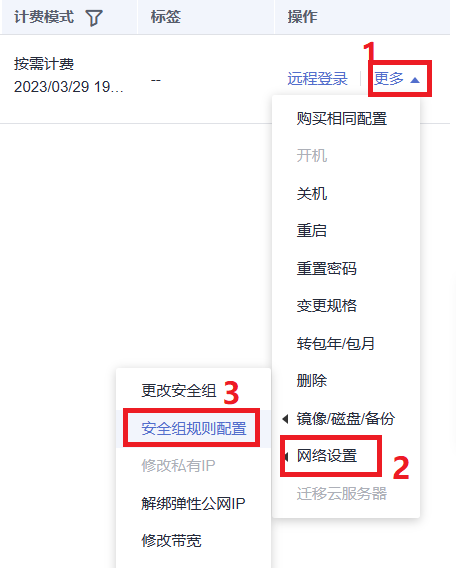 计费模式 标签 操作
1
按需计费
2023/03/29 19... -- 远程登录 更多
购买相同配置
开机
关机
重启
重置密码
变更规格
转包年/包月
删除
镜像/磁盘/备份
网络设置
2
迁移云服务器
更改安全组
3
安全组规则配置
修改私有IP
解绑弹性公网IP
修改带宽